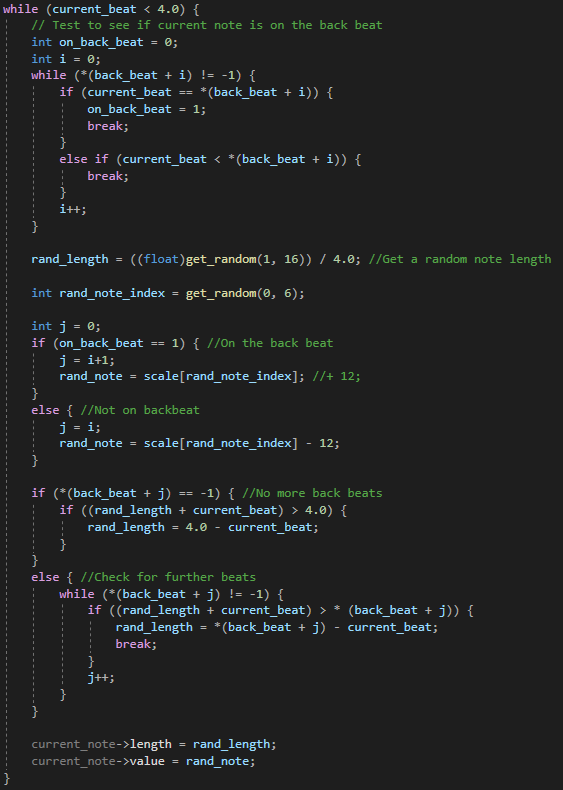 while (current_beat < 4.0) {
// Test to see if current note is on the back beat
int on_back_beat = 0;
int i = 0;
while (*(back_beat + i) != -1) {
if (current_beat == *(back_beat + i)) {
on_back_beat = 1;
break;
}
else if (current_beat < *(back_beat + i)) {
break;
}
i++;
}
rand_length = ((float)get_random(1, 16)) / 4.0; //Get a random note length
int rand_note_index = get_random(0, 6);
int j = 0;
if (on_back_beat == 1) { //On the back beat
j = i+1;
rand_note = scale[rand_note_index]; //+ 12;
}
else { //Not on backbeat
j = i;
rand_note = scale[rand_note_index] - 12;
}
if (*(back_beat + j) == -1) { //No more back beats
if ((rand_length + current_beat) > 4.0) {
rand_length = 4.0 - current_beat;
}
}
else { //Check for further beats
while (*(back_beat + j) != -1) {
if ((rand_length + current_beat) > * (back_beat + j)) {
rand_length = *(back_beat + j) - current_beat;
break;
}
j++;
}
}
current_note->length = rand_length;
current_note->value = rand_note;
}